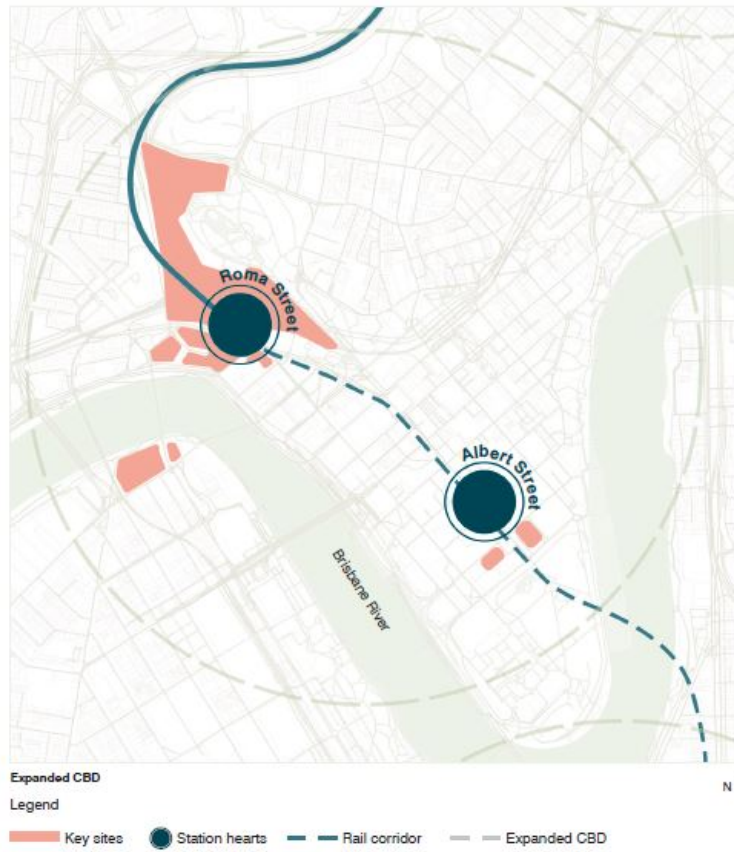 Roma Street
Albert Street
Brisbane River
Expanded CBD
N
Legend
Key sites
Station hearts
Rail corridor
Expanded CBD